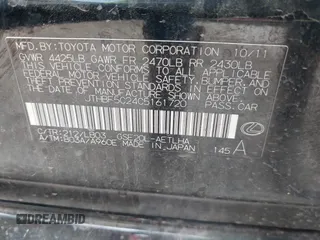 MFD. BY: TOYOTA MOTOR CORPORATION 10/11
GVWR 4425LB GAWR FR 2470LB RR 2430LB
THIS VEHICLE CONFORMS TO ALL APPLICABLE
FEDERAL MOTOR VEHICLE SAFETY, BUMPER, AND
THEFT PREVENTION STANDARDS IN EFFECT ON
THE DATE OF MANUFACTURE SHOWN ABOVE.
JTHBF5C24C5161720
PASS. CAR
C/TR:212/LB03 GSE20L-AETLHA
A/TM:B03A/A960E MADE IN JAPAN 145 A
DREAMBID